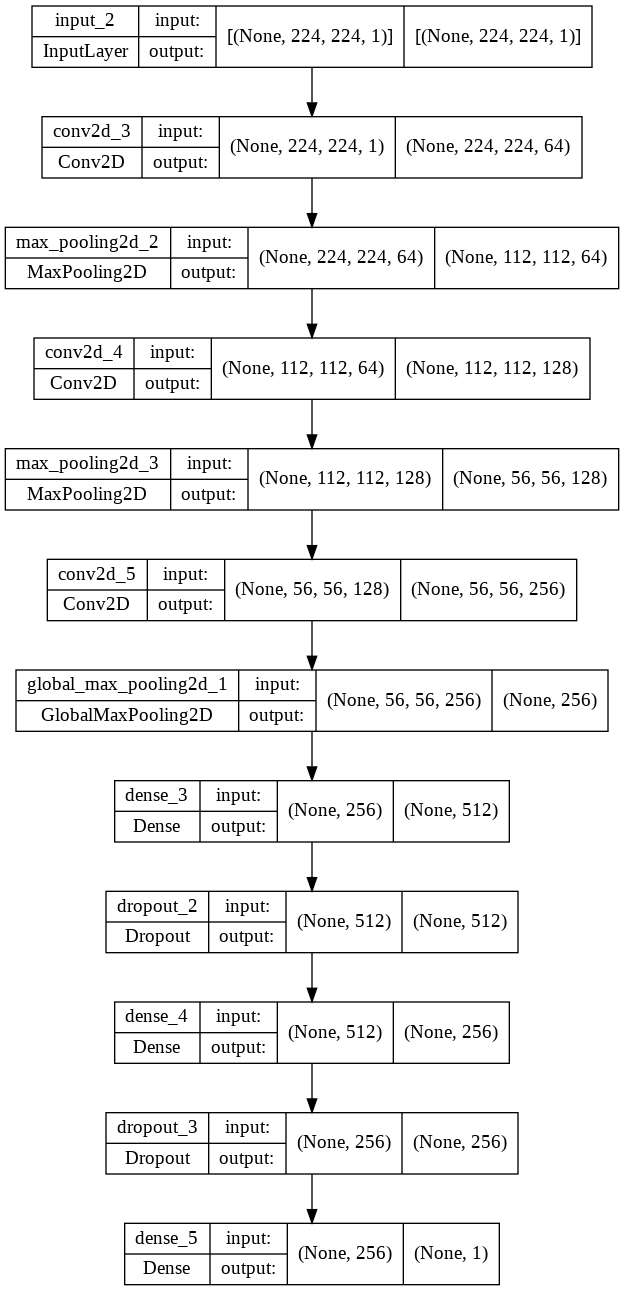 input_2 input: [(None, 224, 224, 1)] [(None, 224, 224, 1)]
InputLayer output:
conv2d_3 input: (None, 224, 224, 1) (None, 224, 224, 64)
Conv2D output:
max_pooling2d_2 input: (None, 224, 224, 64) (None, 112, 112, 64)
MaxPooling2D output:
conv2d_4 input: (None, 112, 112, 64) (None, 112, 112, 128)
Conv2D output:
max_pooling2d_3 input: (None, 112, 112, 128) (None, 56, 56, 128)
MaxPooling2D output:
conv2d_5 input: (None, 56, 56, 128) (None, 56, 56, 256)
Conv2D output:
global_max_pooling2d_1 input: (None, 56, 56, 256) (None, 256)
GlobalMaxPooling2D output:
dense_3 input: (None, 256) (None, 512)
Dense output:
dropout_2 input: (None, 512) (None, 512)
Dropout output:
dense_4 input: (None, 512) (None, 256)
Dense output:
dropout_3 input: (None, 256) (None, 256)
Dropout output:
dense_5 input: (None, 256) (None, 1)
Dense output: